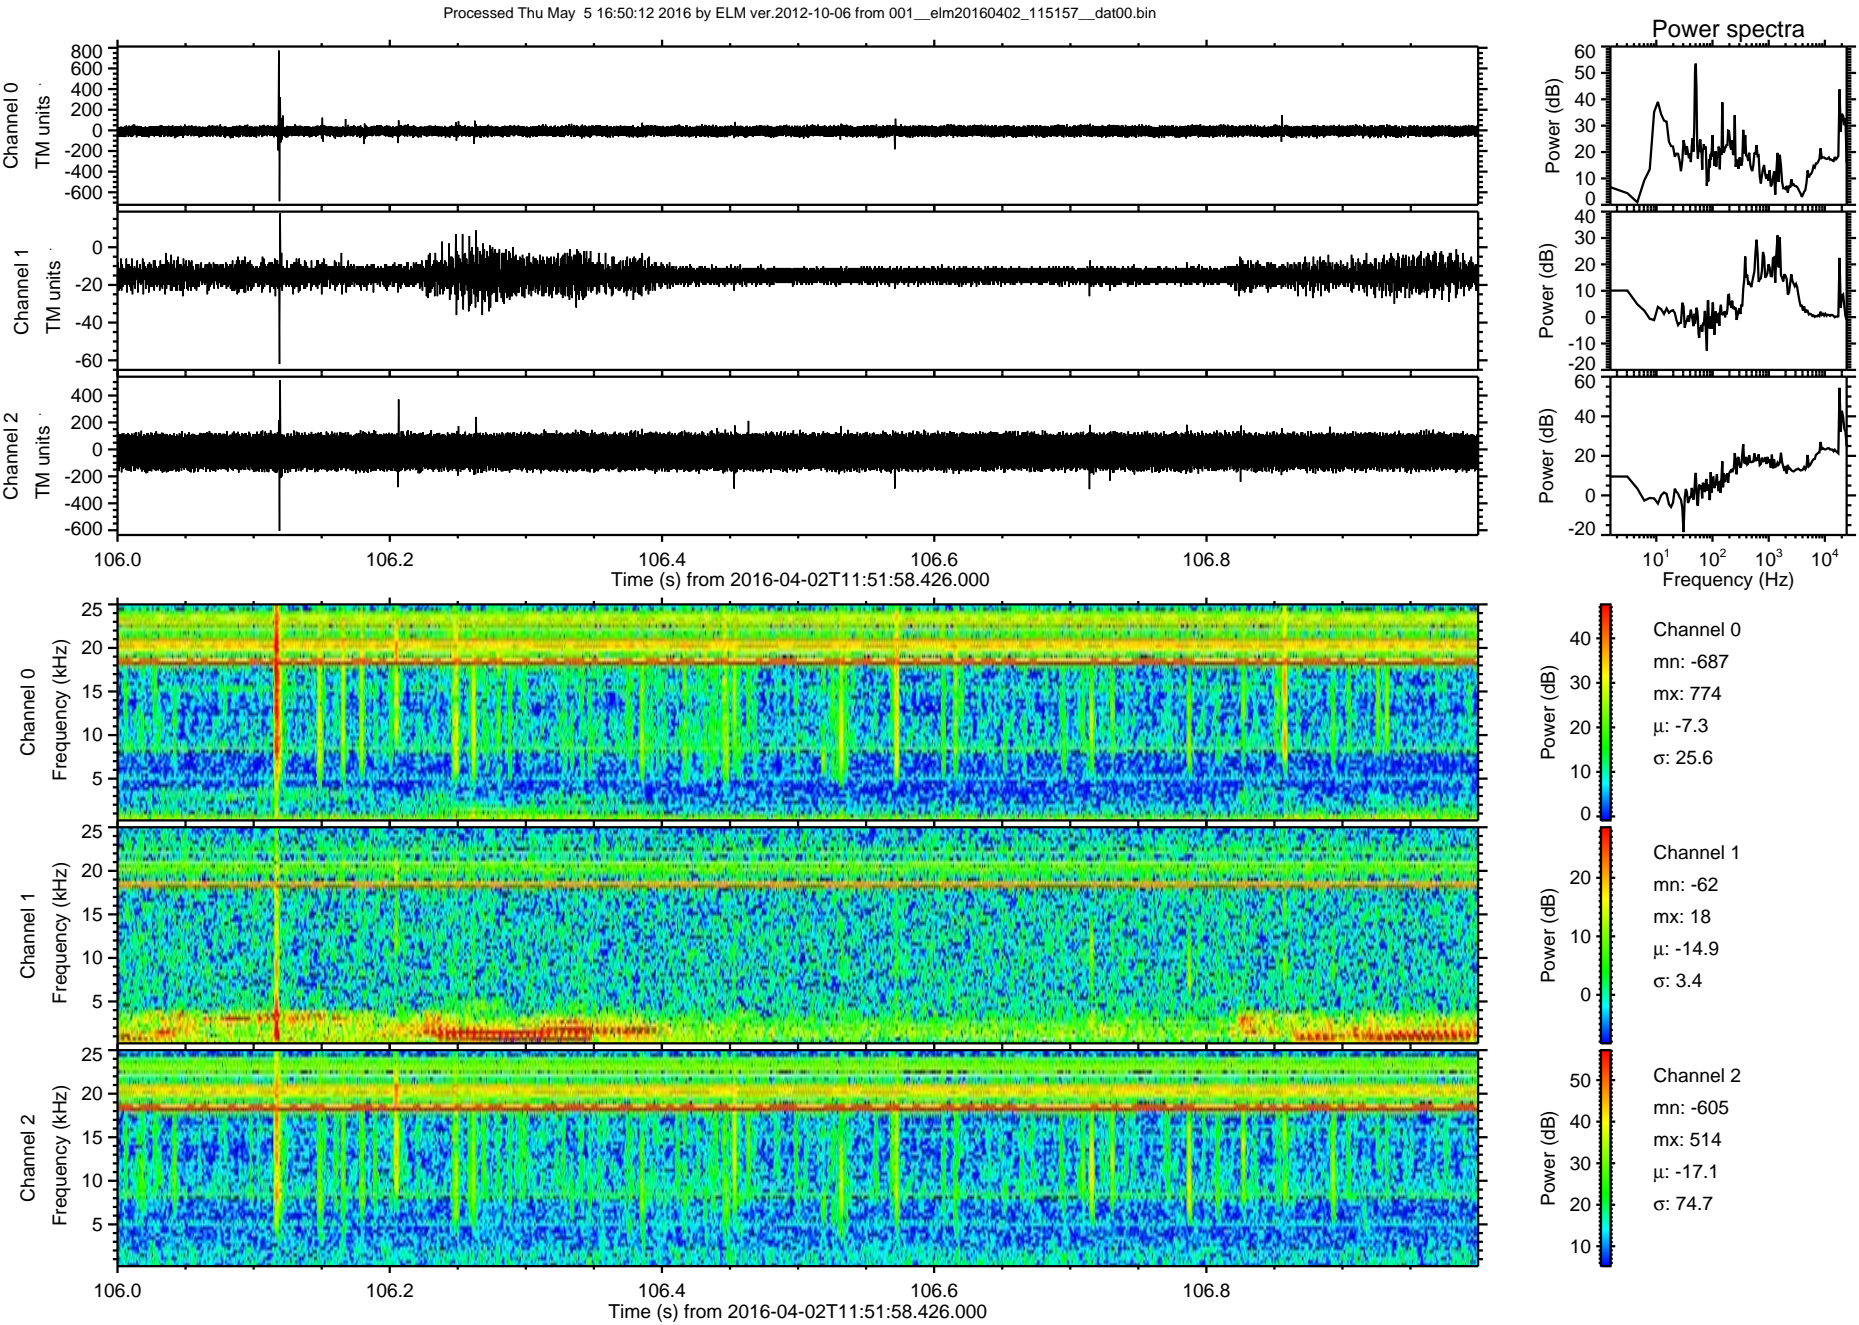 Processed Thu May  5 16:50:12 2016 by ELM ver.2012-10-06 from 001__elm20160402_115157__dat00.bin
Power spectra
Channel 0
TM units
800
600
400
200
0
-200
-400
-600
Power (dB)
60
50
40
30
20
10
0
Channel 1
TM units
0
-20
-40
-60
Power (dB)
40
30
20
10
0
-10
-20
Channel 2
TM units
400
200
0
-200
-400
-600
Power (dB)
60
40
20
0
-20
106.0 106.2 106.4 106.6 106.8
Time (s) from 2016-04-02T11:51:58.426.000
10¹ 10² 10³ 10⁴
Frequency (Hz)
Channel 0
Frequency (kHz)
25
20
15
10
5
Power (dB)
40
30
20
10
0
Channel 0
mn: -687
mx: 774
μ: -7.3
σ: 25.6
Channel 1
Frequency (kHz)
25
20
15
10
5
Power (dB)
20
10
0
Channel 1
mn: -62
mx: 18
μ: -14.9
σ: 3.4
Channel 2
Frequency (kHz)
25
20
15
10
5
Power (dB)
50
40
30
20
10
Channel 2
mn: -605
mx: 514
μ: -17.1
σ: 74.7
106.0 106.2 106.4 106.6 106.8
Time (s) from 2016-04-02T11:51:58.426.000